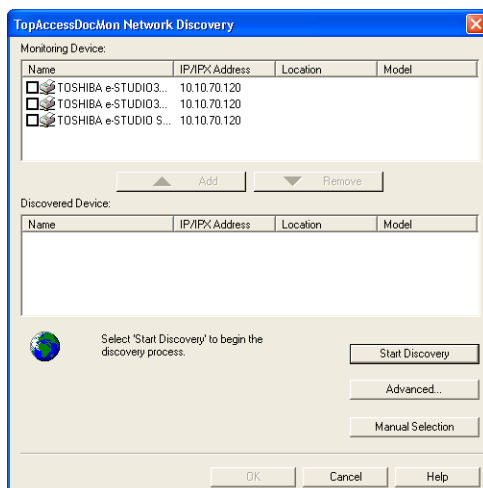 TopAccessDocMon Network Discovery
Monitoring Device:
Name IP/IPX Address Location Model
TOSHIBA e-STUDIO3... 10.10.70.120
TOSHIBA e-STUDIO3... 10.10.70.120
TOSHIBA e-STUDIO S... 10.10.70.120
Add Remove
Discovered Device:
Name IP/IPX Address Location Model
Select 'Start Discovery' to begin the
discovery process.
Start Discovery
Advanced...
Manual Selection
OK Cancel Help